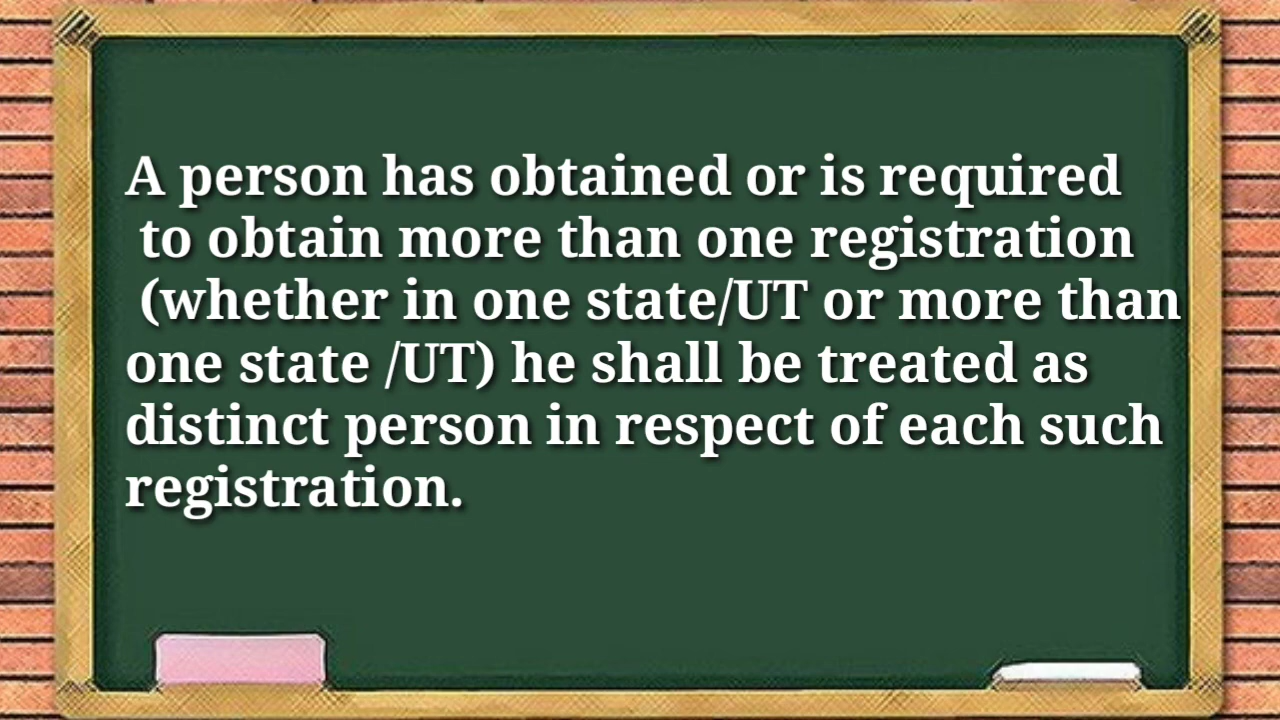 A person has obtained or is required
to obtain more than one registration
(whether in one state/UT or more than
one state /UT) he shall be treated as
distinct person in respect of each such
registration.